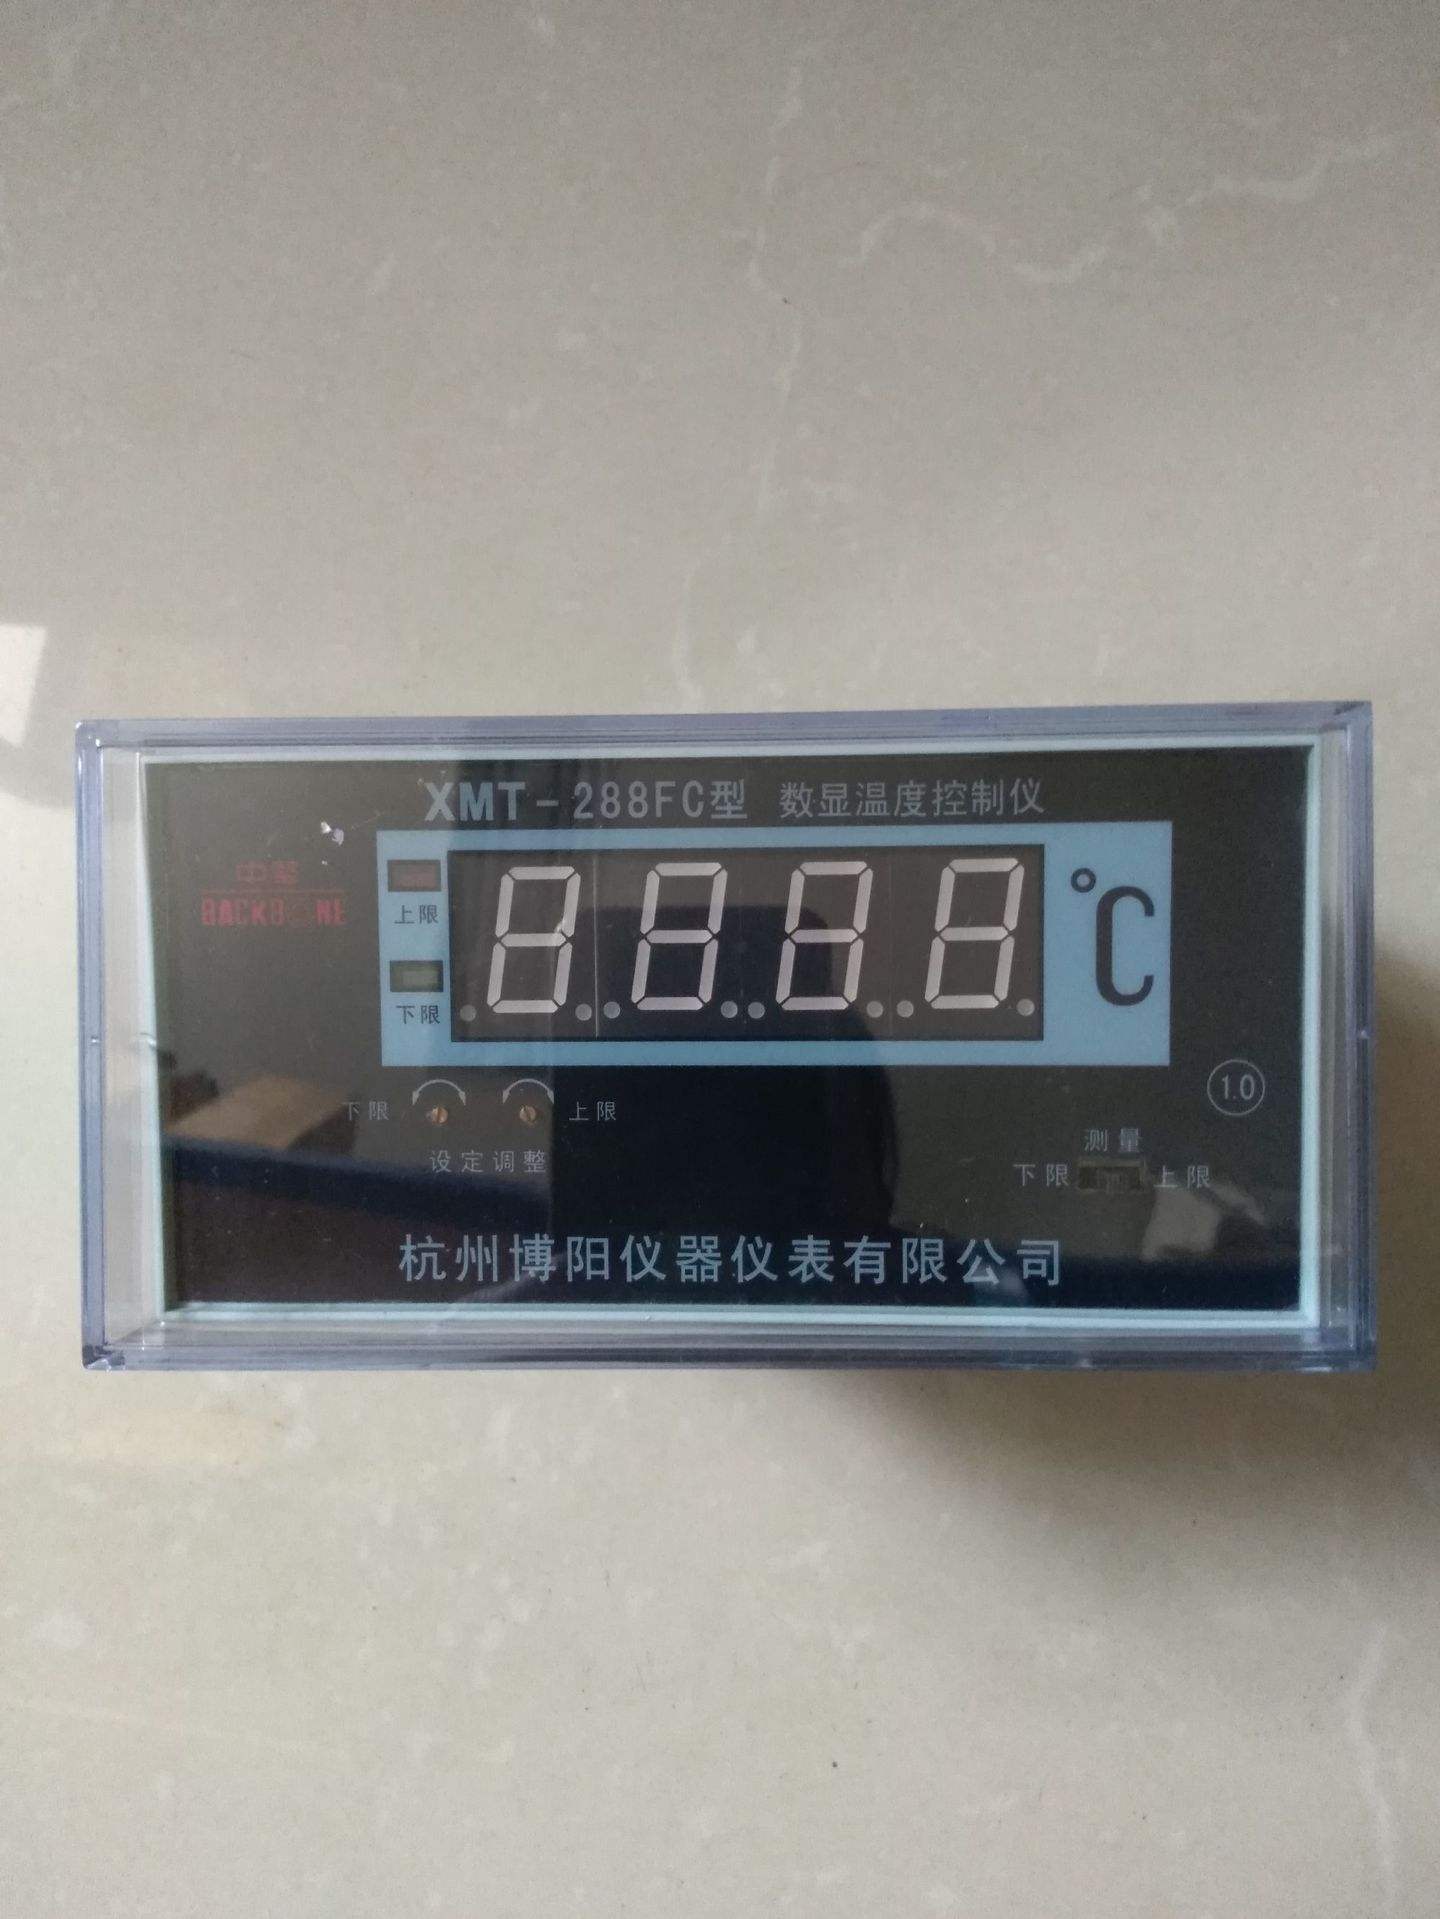 XMT-288FC型 数显温度控制仪
中华
BACKBONE
上限
下限
℃
1.0
下限 上限
设定调整
测量
下限 上限
杭州博阳仪器仪表有限公司